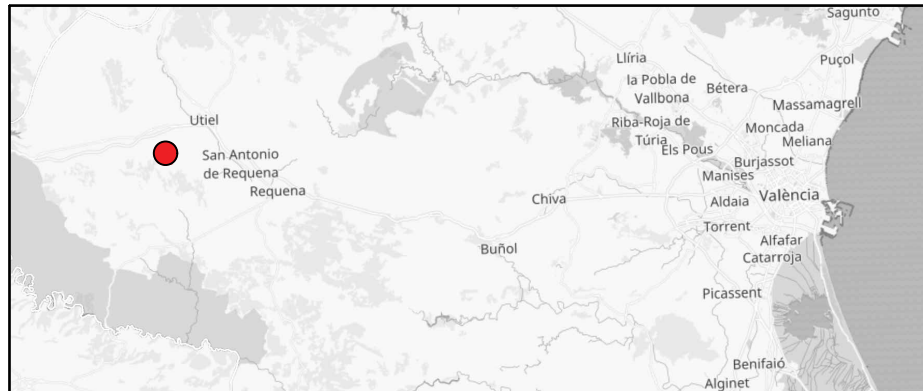 Sagunto
Puçol
Llíria
la Pobla de
Vallbona
Bétera
Massamagrell
Utiel
Riba-Roja de
Túria
Moncada
Meliana
Els Pous
Burjassot
San Antonio
de Requena
Manises
Requena
València
Chiva
Aldaia
Torrent
Alfafar
Buñol
Catarroja
Picassent
Benifaió
Alginet